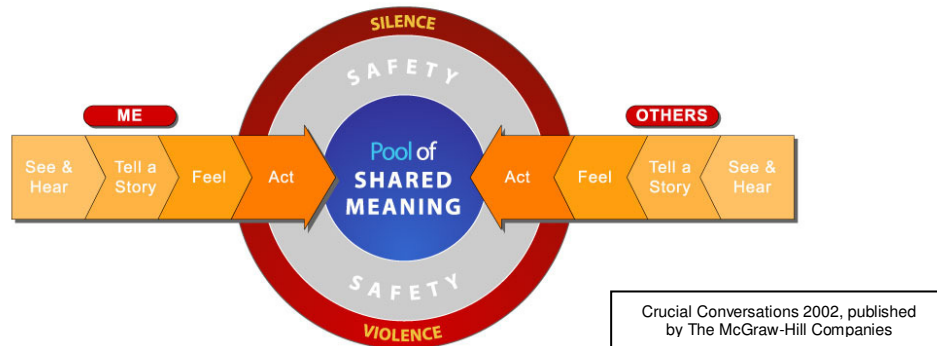 SILENCE
SAFETY
ME
OTHERS
See &
Hear
Tell a
Story
Feel
Act
Pool of
SHARED
MEANING
Act
Feel
Tell a
Story
See &
Hear
SAFETY
VIOLENCE
Crucial Conversations 2002, published
by The McGraw-Hill Companies